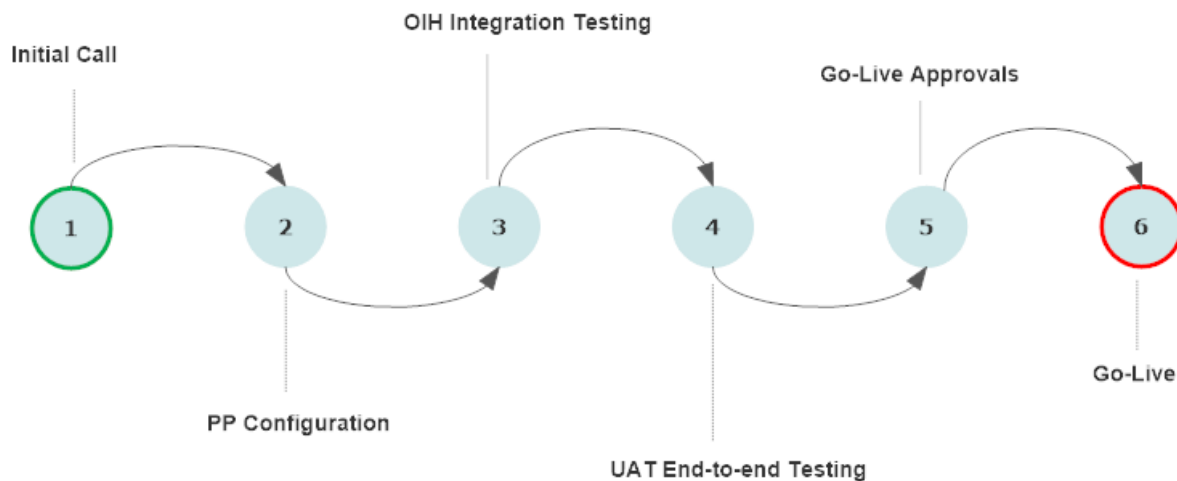 OIH Integration Testing
Initial Call
Go-Live Approvals
1
2
3
4
5
6
Go-Live
PP Configuration
UAT End-to-end Testing